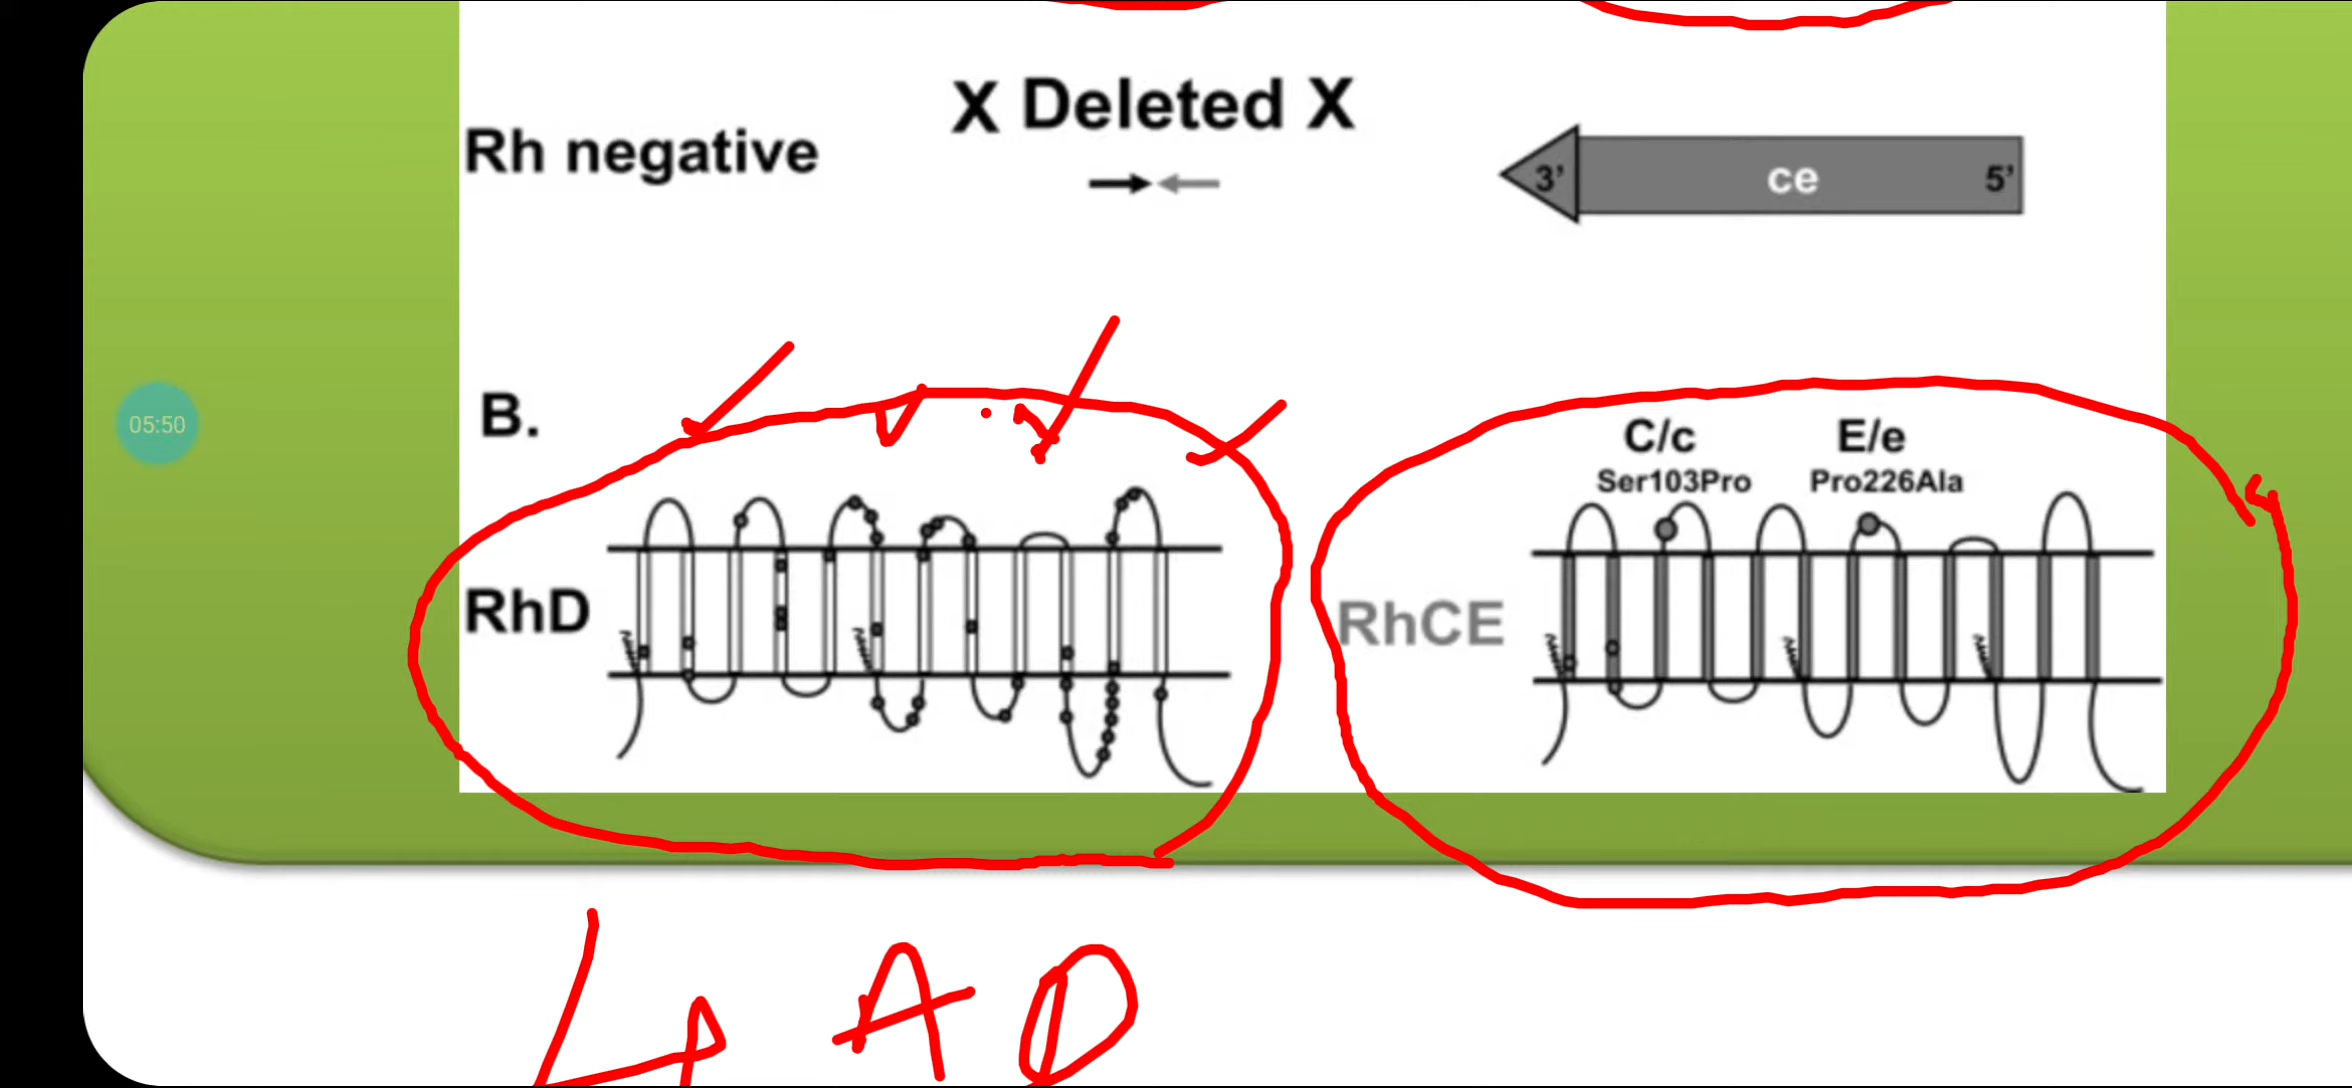 X Deleted X
Rh negative
3' ce 5'
05:50
B.
C/c E/e
Ser103Pro Pro226Ala
RhD
RhCE
A D